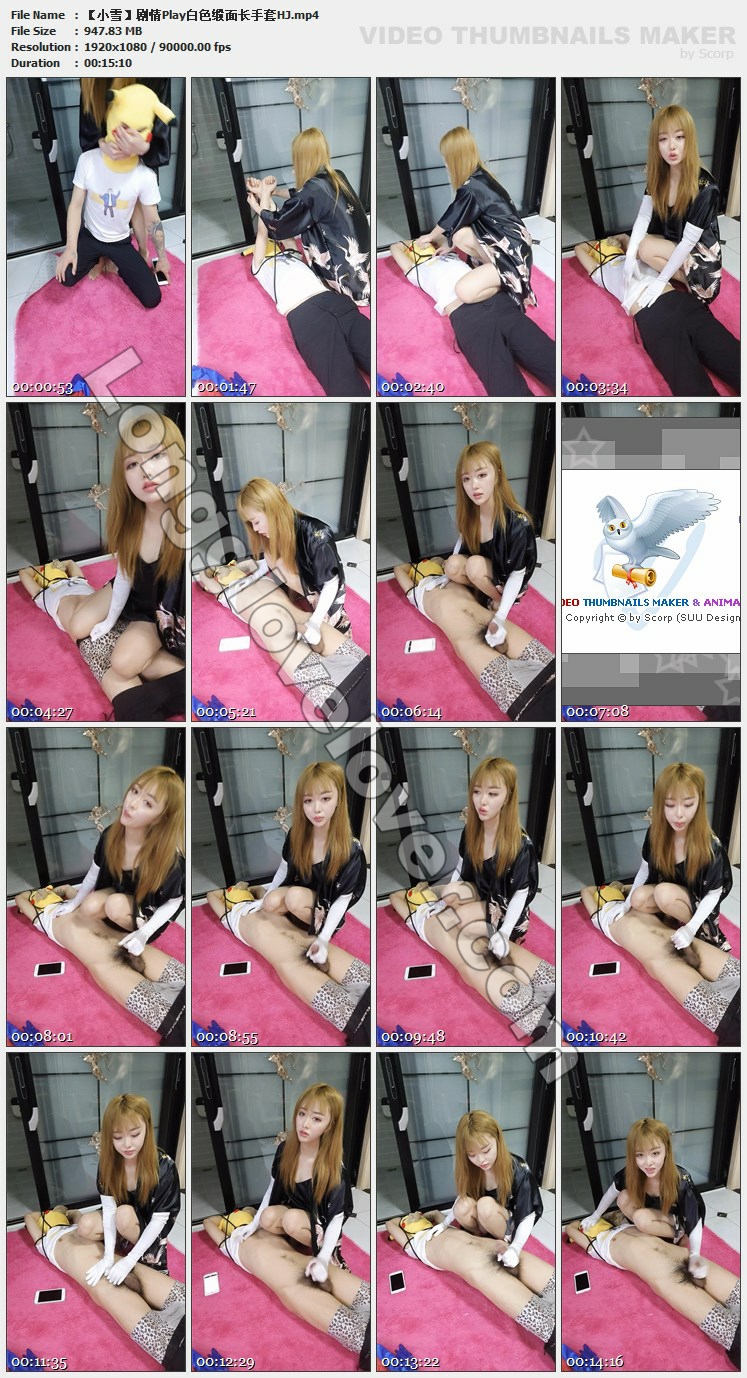 File Name : 【小雪】剧情Play白色缎面长手套HJ.mp4
File Size : 947.83 MB
Resolution : 1920x1080 / 90000.00 fps
Duration : 00:15:10
VIDEO THUMBNAILS MAKER
by Scorp
00:00:53
00:01:47
00:02:40
00:03:34
00:04:27
00:05:21
00:06:14
DEO THUMBNAILS MAKER & ANIMA
Copyright © by Scorp (SUU Design
00:07:08
00:08:01
00:08:55
00:09:48
00:10:42
00:11:35
00:12:29
00:13:22
00:14:16